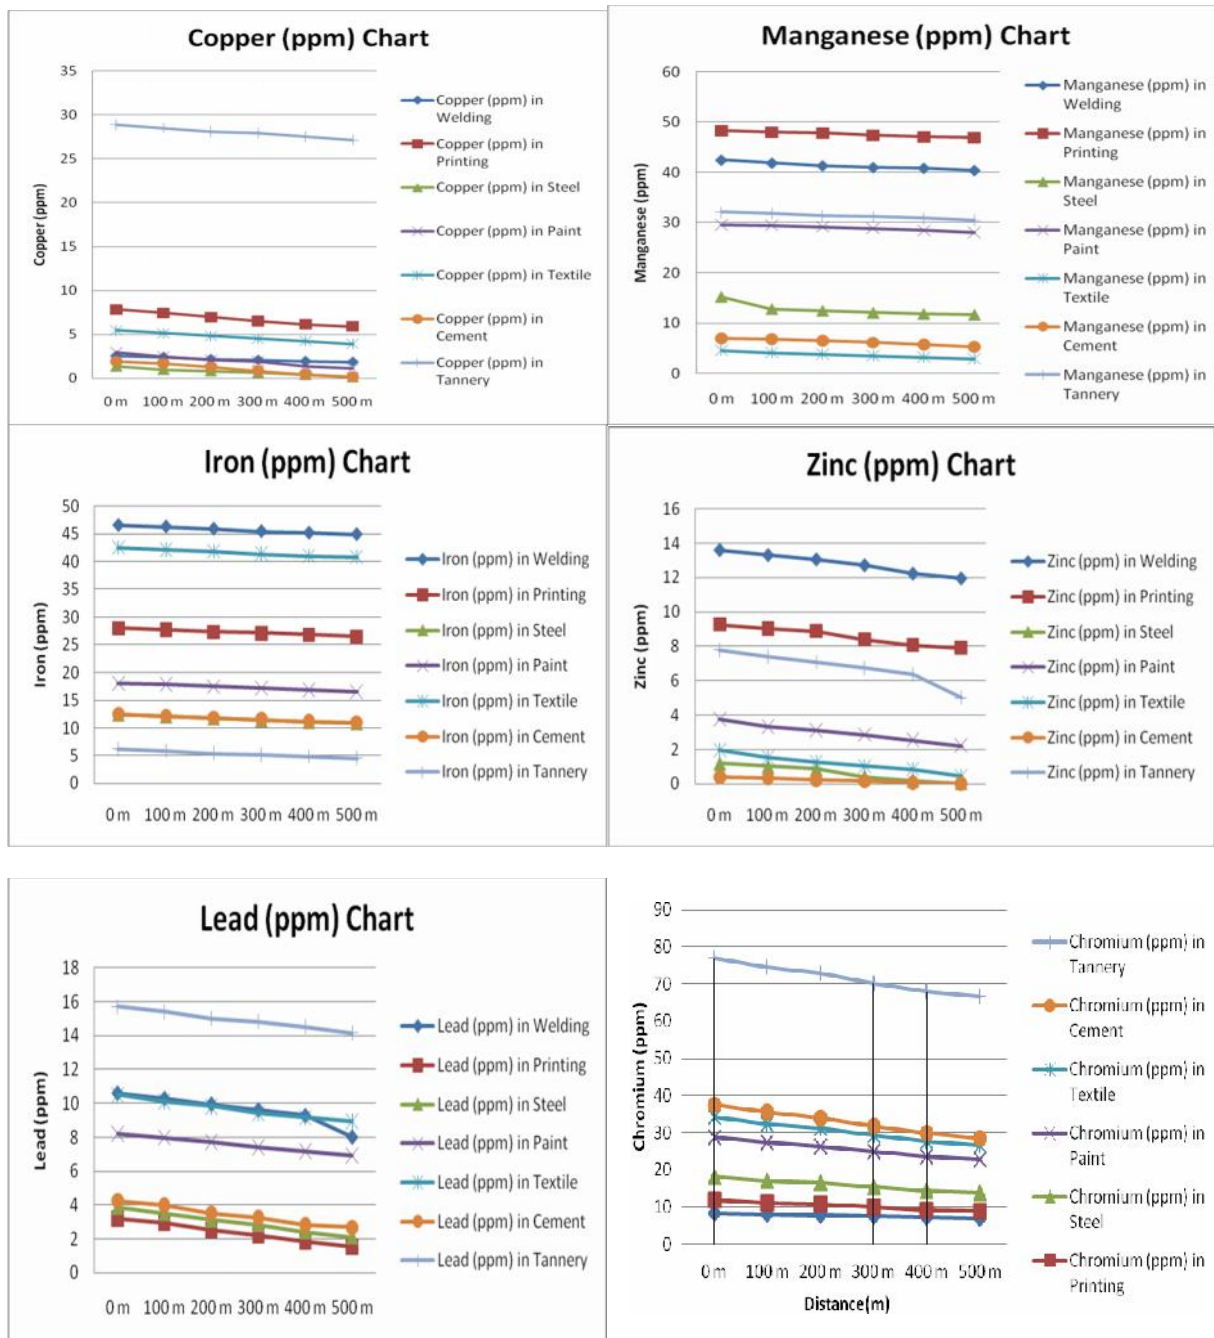 Copper (ppm) Chart
35
30
25
20
15
10
5
0
Copper (ppm)
0 m 100 m 200 m 300 m 400 m 500 m
Copper (ppm) in
Welding
Copper (ppm) in
Printing
Copper (ppm) in Steel
Copper (ppm) in Paint
Copper (ppm) in Textile
Copper (ppm) in
Cement
Copper (ppm) in
Tannery
Manganese (ppm) Chart
60
50
40
30
20
10
0
Manganese (ppm)
0 m 100 m 200 m 300 m 400 m 500 m
Manganese (ppm) in
Welding
Manganese (ppm) in
Printing
Manganese (ppm) in
Steel
Manganese (ppm) in
Paint
Manganese (ppm) in
Textile
Manganese (ppm) in
Cement
Manganese (ppm) in
Tannery
Iron (ppm) Chart
50
45
40
35
30
25
20
15
10
5
0
Iron (ppm)
0 m 100 m 200 m 300 m 400 m 500 m
Iron (ppm) in Welding
Iron (ppm) in Printing
Iron (ppm) in Steel
Iron (ppm) in Paint
Iron (ppm) in Textile
Iron (ppm) in Cement
Iron (ppm) in Tannery
Zinc (ppm) Chart
16
14
12
10
8
6
4
2
0
Zinc (ppm)
0 m 100 m 200 m 300 m 400 m 500 m
Zinc (ppm) in Welding
Zinc (ppm) in Printing
Zinc (ppm) in Steel
Zinc (ppm) in Paint
Zinc (ppm) in Textile
Zinc (ppm) in Cement
Zinc (ppm) in Tannery
Lead (ppm) Chart
18
16
14
12
10
8
6
4
2
0
Lead (ppm)
0 m 100 m 200 m 300 m 400 m 500 m
Lead (ppm) in Welding
Lead (ppm) in Printing
Lead (ppm) in Steel
Lead (ppm) in Paint
Lead (ppm) in Textile
Lead (ppm) in Cement
Lead (ppm) in Tannery
90
80
70
60
50
40
30
20
10
0
Chromium (ppm)
0 m 100 m 200 m 300 m 400 m 500 m
Distance(m)
Chromium (ppm) in
Tannery
Chromium (ppm) in
Cement
Chromium (ppm) in
Textile
Chromium (ppm) in
Paint
Chromium (ppm) in
Steel
Chromium (ppm) in
Printing